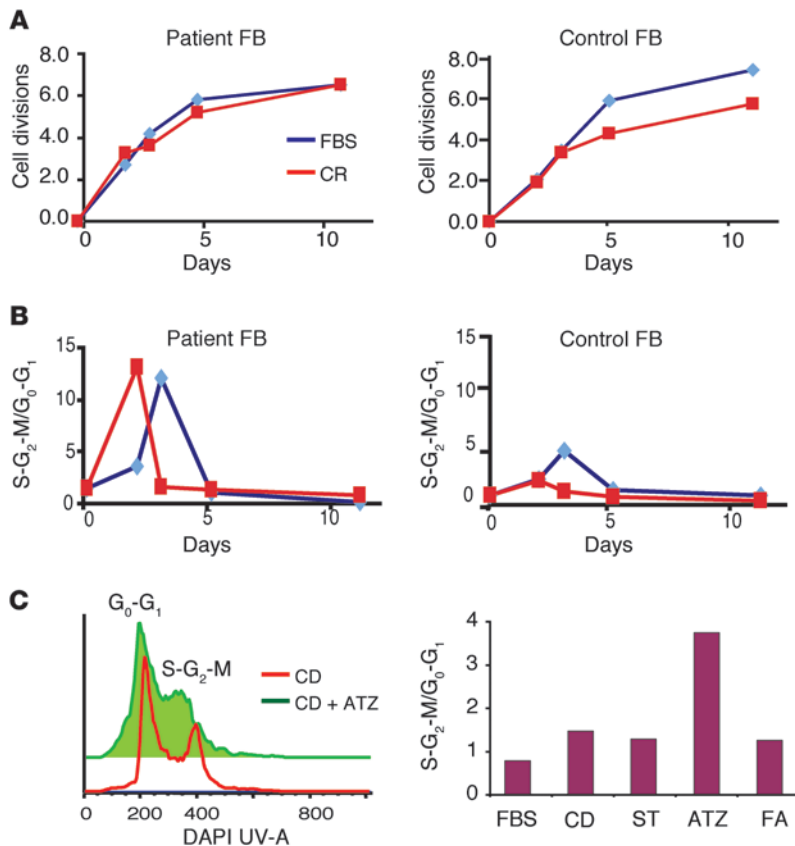 A
Patient FB
Control FB
Cell divisions
8.0
6.0
4.0
2.0
0.0
FBS
CR
0
5
10
Days
Cell divisions
8.0
6.0
4.0
2.0
0.0
0
5
10
Days
B
Patient FB
Control FB
S-G₂-M/G₀-G₁
15
10
5
0
0
5
10
Days
S-G₂-M/G₀-G₁
15
10
5
0
0
5
10
Days
C
G₀-G₁
S-G₂-M
CD
CD + ATZ
0
200
400
800
DAPI UV-A
S-G₂-M/G₀-G₁
4
3
2
1
0
FBS
CD
ST
ATZ
FA